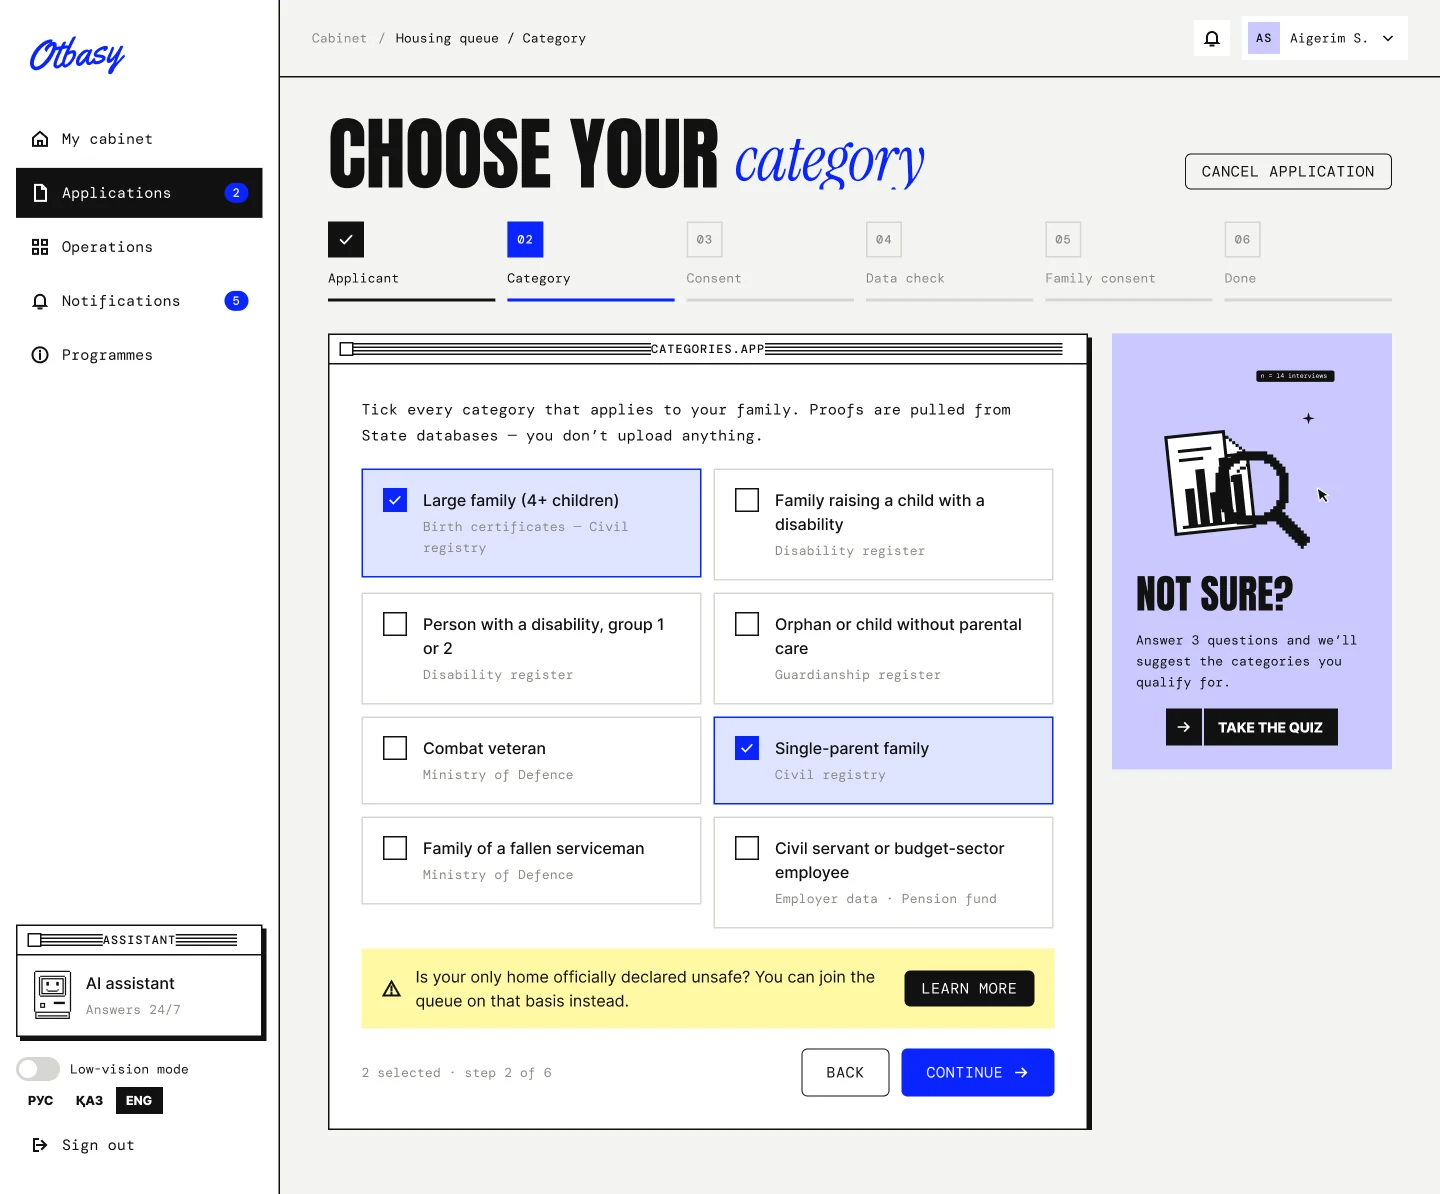 Otbasy
My cabinet
Applications 2
Operations
Notifications 5
Programmes
ASSISTANT
AI assistant
Answers 24/7
Low-vision mode
РУС ҚАЗ ENG
Sign out
Cabinet / Housing queue / Category
AS Aigerim S.
CHOOSE YOUR category
CANCEL APPLICATION
02 03 04 05 06
Applicant Category Consent Data check Family consent Done
CATEGORIES.APP
Tick every category that applies to your family. Proofs are pulled from
State databases — you don’t upload anything.
Large family (4+ children)
Birth certificates — Civil
registry
Family raising a child with a
disability
Disability register
Person with a disability, group 1
or 2
Disability register
Orphan or child without parental
care
Guardianship register
Combat veteran
Ministry of Defence
Single-parent family
Civil registry
Family of a fallen serviceman
Ministry of Defence
Civil servant or budget-sector
employee
Employer data · Pension fund
Is your only home officially declared unsafe? You can join the
queue on that basis instead.
LEARN MORE
2 selected · step 2 of 6
BACK
CONTINUE →
n = 14 interviews
NOT SURE?
Answer 3 questions and we’ll
suggest the categories you
qualify for.
→ TAKE THE QUIZ